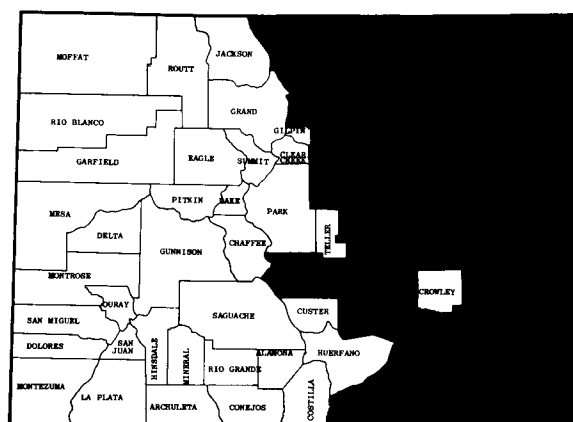 MOFFAT
ROUTT
JACKSON
GRAND
RIO BLANCO
GILPIN
CLEAR
CREEK
GARFIELD
EAGLE
SUMMIT
PITKIN
LAKE
PARK
MESA
DELTA
GUNNISON
CHAFFEE
TELLER
MONTROSE
CROWLEY
OURAY
SAGUACHE
CUSTER
SAN MIGUEL
SAN
JUAN
DOLORES
HINSDALE
MINERAL
RIO GRANDE
ALAMOSA
HUERFANO
MONTEZUMA
LA PLATA
ARCHULETA
CONEJOS
COSTILLA